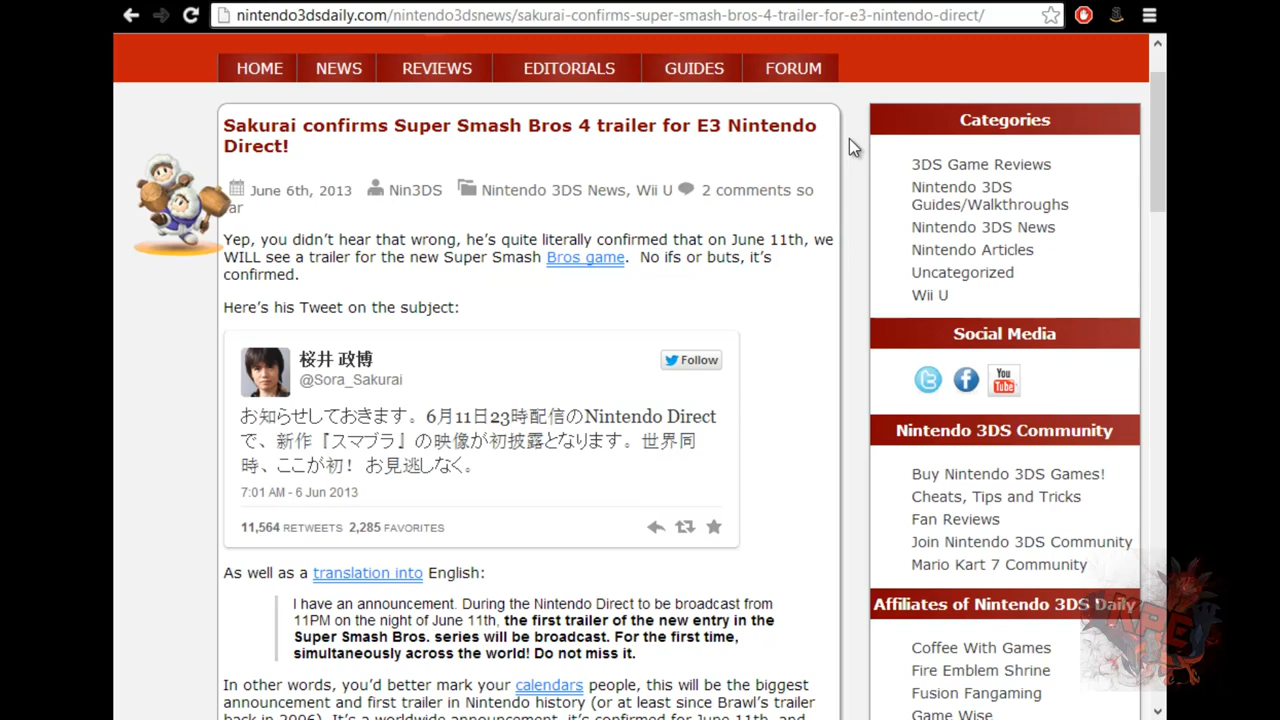 nintendo3dsdaily.com/nintendo3dsnews/sakurai-confirms-super-smash-bros-4-trailer-for-e3-nintendo-direct/
HOME NEWS REVIEWS EDITORIALS GUIDES FORUM
Sakurai confirms Super Smash Bros 4 trailer for E3 Nintendo
Direct!
June 6th, 2013 Nin3DS Nintendo 3DS News, Wii U 2 comments so
ar
Yep, you didn't hear that wrong, he's quite literally confirmed that on June 11th, we
WILL see a trailer for the new Super Smash Bros game. No ifs or buts, it's
confirmed.
Here's his Tweet on the subject:
桜井 政博
@Sora_Sakurai
Follow
お知らせしておきます。6月11日23時配信のNintendo Direct
で、新作『スマブラ』の映像が初披露となります。世界同
時、ここが初! お見逃しなく。
7:01 AM - 6 Jun 2013
11,564 RETWEETS 2,285 FAVORITES
As well as a translation into English:
I have an announcement. During the Nintendo Direct to be broadcast from
11PM on the night of June 11th, the first trailer of the new entry in the
Super Smash Bros. series will be broadcast. For the first time,
simultaneously across the world! Do not miss it.
In other words, you'd better mark your calendars people, this will be the biggest
announcement and first trailer in Nintendo history (or at least since Brawl's trailer
back in 2006). It's a worldwide announcement, it's confirmed for June 11th, and
Categories
3DS Game Reviews
Nintendo 3DS
Guides/Walkthroughs
Nintendo 3DS News
Nintendo Articles
Uncategorized
Wii U
Social Media
You
Tube
Nintendo 3DS Community
Buy Nintendo 3DS Games!
Cheats, Tips and Tricks
Fan Reviews
Join Nintendo 3DS Community
Mario Kart 7 Community
Affiliates of Nintendo 3DS Daily
Coffee With Games
Fire Emblem Shrine
Fusion Fangaming
Game Wise